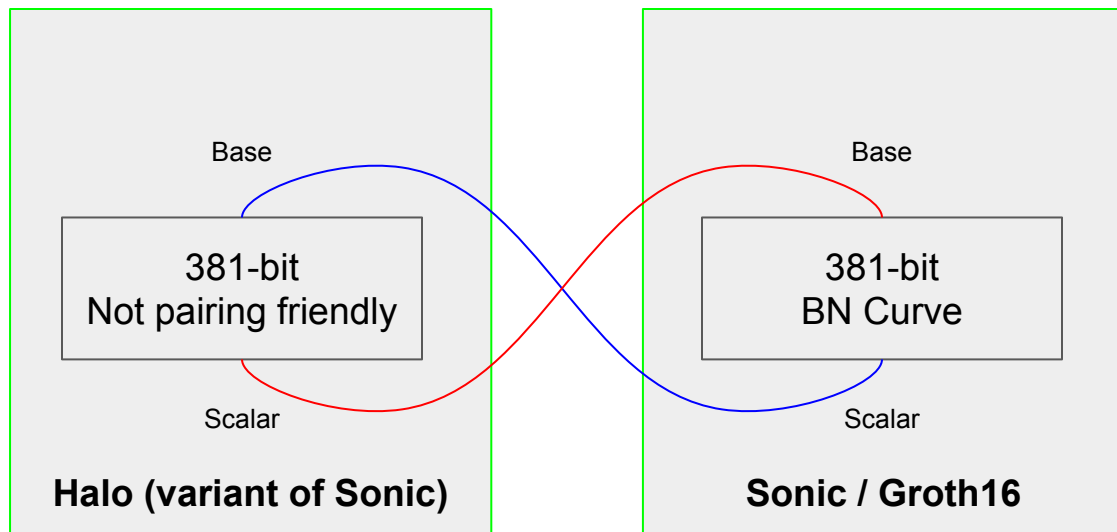 Base
Base
381-bit
Not pairing friendly
381-bit
BN Curve
Scalar
Scalar
Halo (variant of Sonic)
Sonic / Groth16